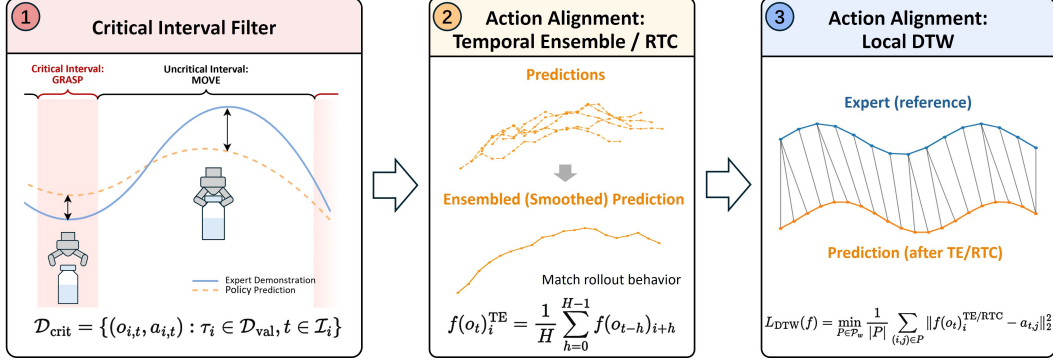 1
Critical Interval Filter
Critical Interval:
GRASP
Uncritical Interval:
MOVE
Expert Demonstration
Policy Prediction
𝒟_crit = {(o_{i,t}, a_{i,t}) : τ_i ∈ 𝒟_val, t ∈ ℐ_i}
2
Action Alignment:
Temporal Ensemble / RTC
Predictions
Ensembled (Smoothed) Prediction
Match rollout behavior
f(o_t)_i^TE = 1/H ∑_{h=0}^{H-1} f(o_{t-h})_{i+h}
3
Action Alignment:
Local DTW
Expert (reference)
Prediction (after TE/RTC)
L_DTW(f) = min_{P∈𝒫_w} 1/|P| ∑_{(i,j)∈P} ‖f(o_t)_i^{TE/RTC} − a_{t,j}‖_2^2